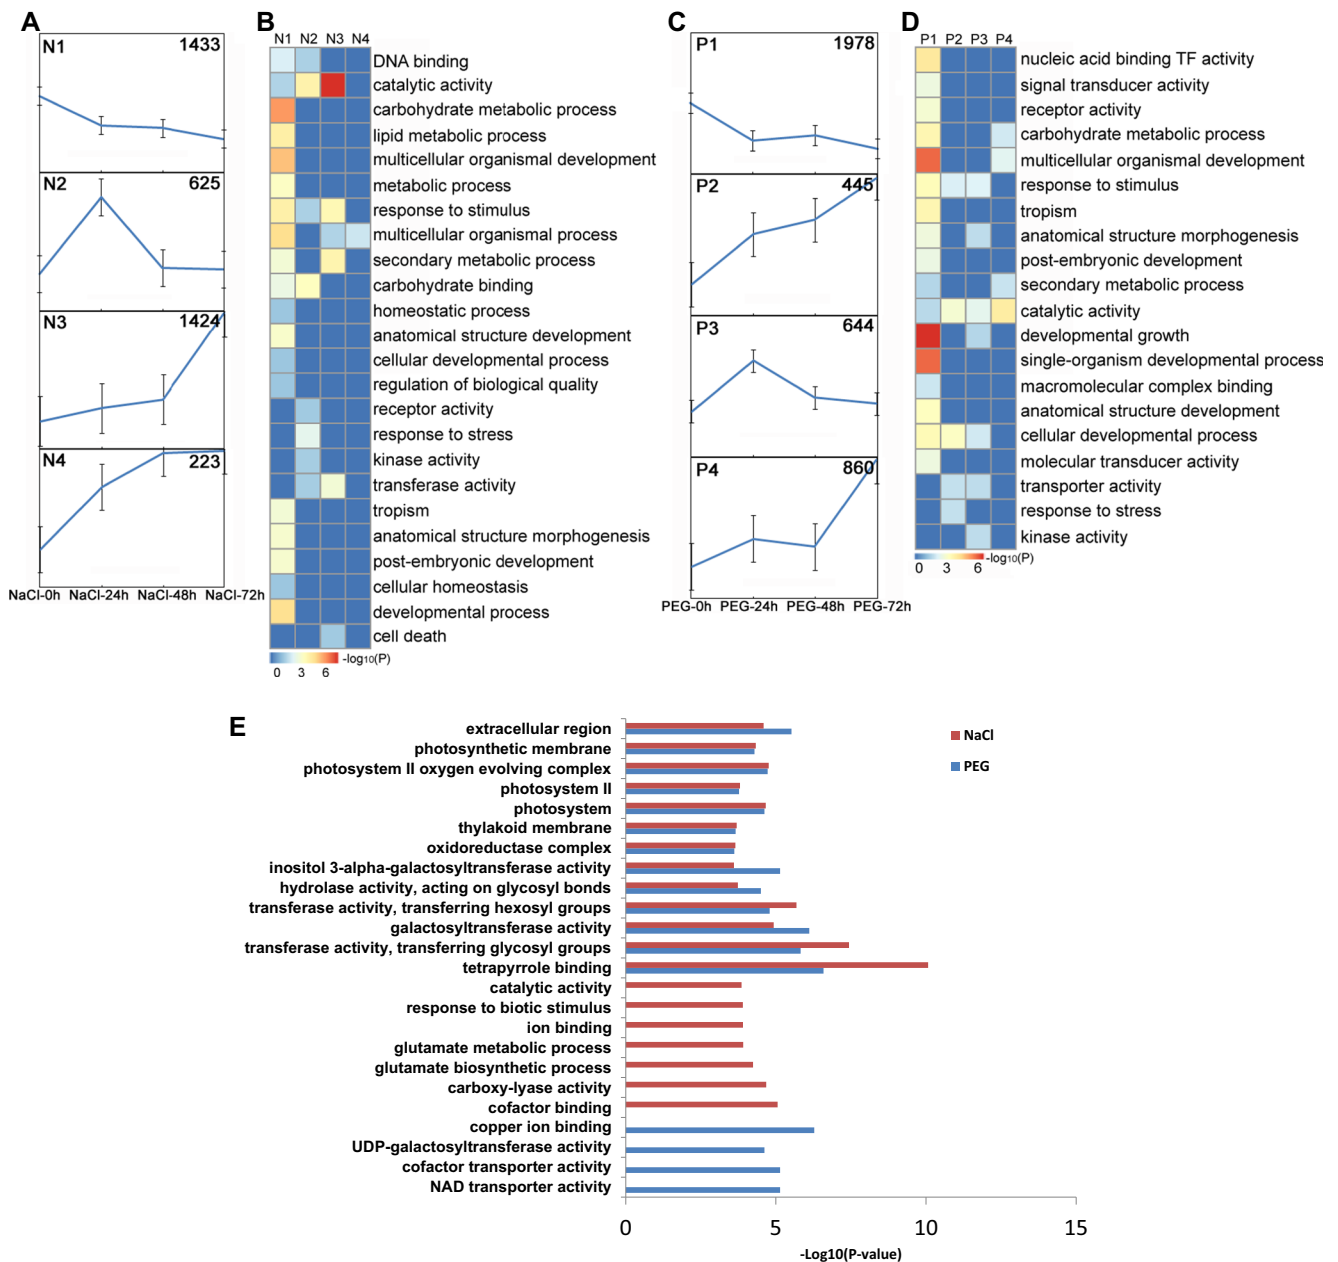 A
N1 1433
N2 625
N3 1424
N4 223
NaCl-0h NaCl-24h NaCl-48h NaCl-72h
B
N1 N2 N3 N4
DNA binding
catalytic activity
carbohydrate metabolic process
lipid metabolic process
multicellular organismal development
metabolic process
response to stimulus
multicellular organismal process
secondary metabolic process
carbohydrate binding
homeostatic process
anatomical structure development
cellular developmental process
regulation of biological quality
receptor activity
response to stress
kinase activity
transferase activity
tropism
anatomical structure morphogenesis
post-embryonic development
cellular homeostasis
developmental process
cell death
-log10(P)
0 3 6
C
P1 1978
P2 445
P3 644
P4 860
PEG-0h PEG-24h PEG-48h PEG-72h
D
P1 P2 P3 P4
nucleic acid binding TF activity
signal transducer activity
receptor activity
carbohydrate metabolic process
multicellular organismal development
response to stimulus
tropism
anatomical structure morphogenesis
post-embryonic development
secondary metabolic process
catalytic activity
developmental growth
single-organism developmental process
macromolecular complex binding
anatomical structure development
cellular developmental process
molecular transducer activity
transporter activity
response to stress
kinase activity
-log10(P)
0 3 6
E
extracellular region
photosynthetic membrane
photosystem II oxygen evolving complex
photosystem II
photosystem
thylakoid membrane
oxidoreductase complex
inositol 3-alpha-galactosyltransferase activity
hydrolase activity, acting on glycosyl bonds
transferase activity, transferring hexosyl groups
galactosyltransferase activity
transferase activity, transferring glycosyl groups
tetrapyrrole binding
catalytic activity
response to biotic stimulus
ion binding
glutamate metabolic process
glutamate biosynthetic process
carboxy-lyase activity
cofactor binding
copper ion binding
UDP-galactosyltransferase activity
cofactor transporter activity
NAD transporter activity
NaCl
PEG
0 5 10 15
-Log10(P-value)